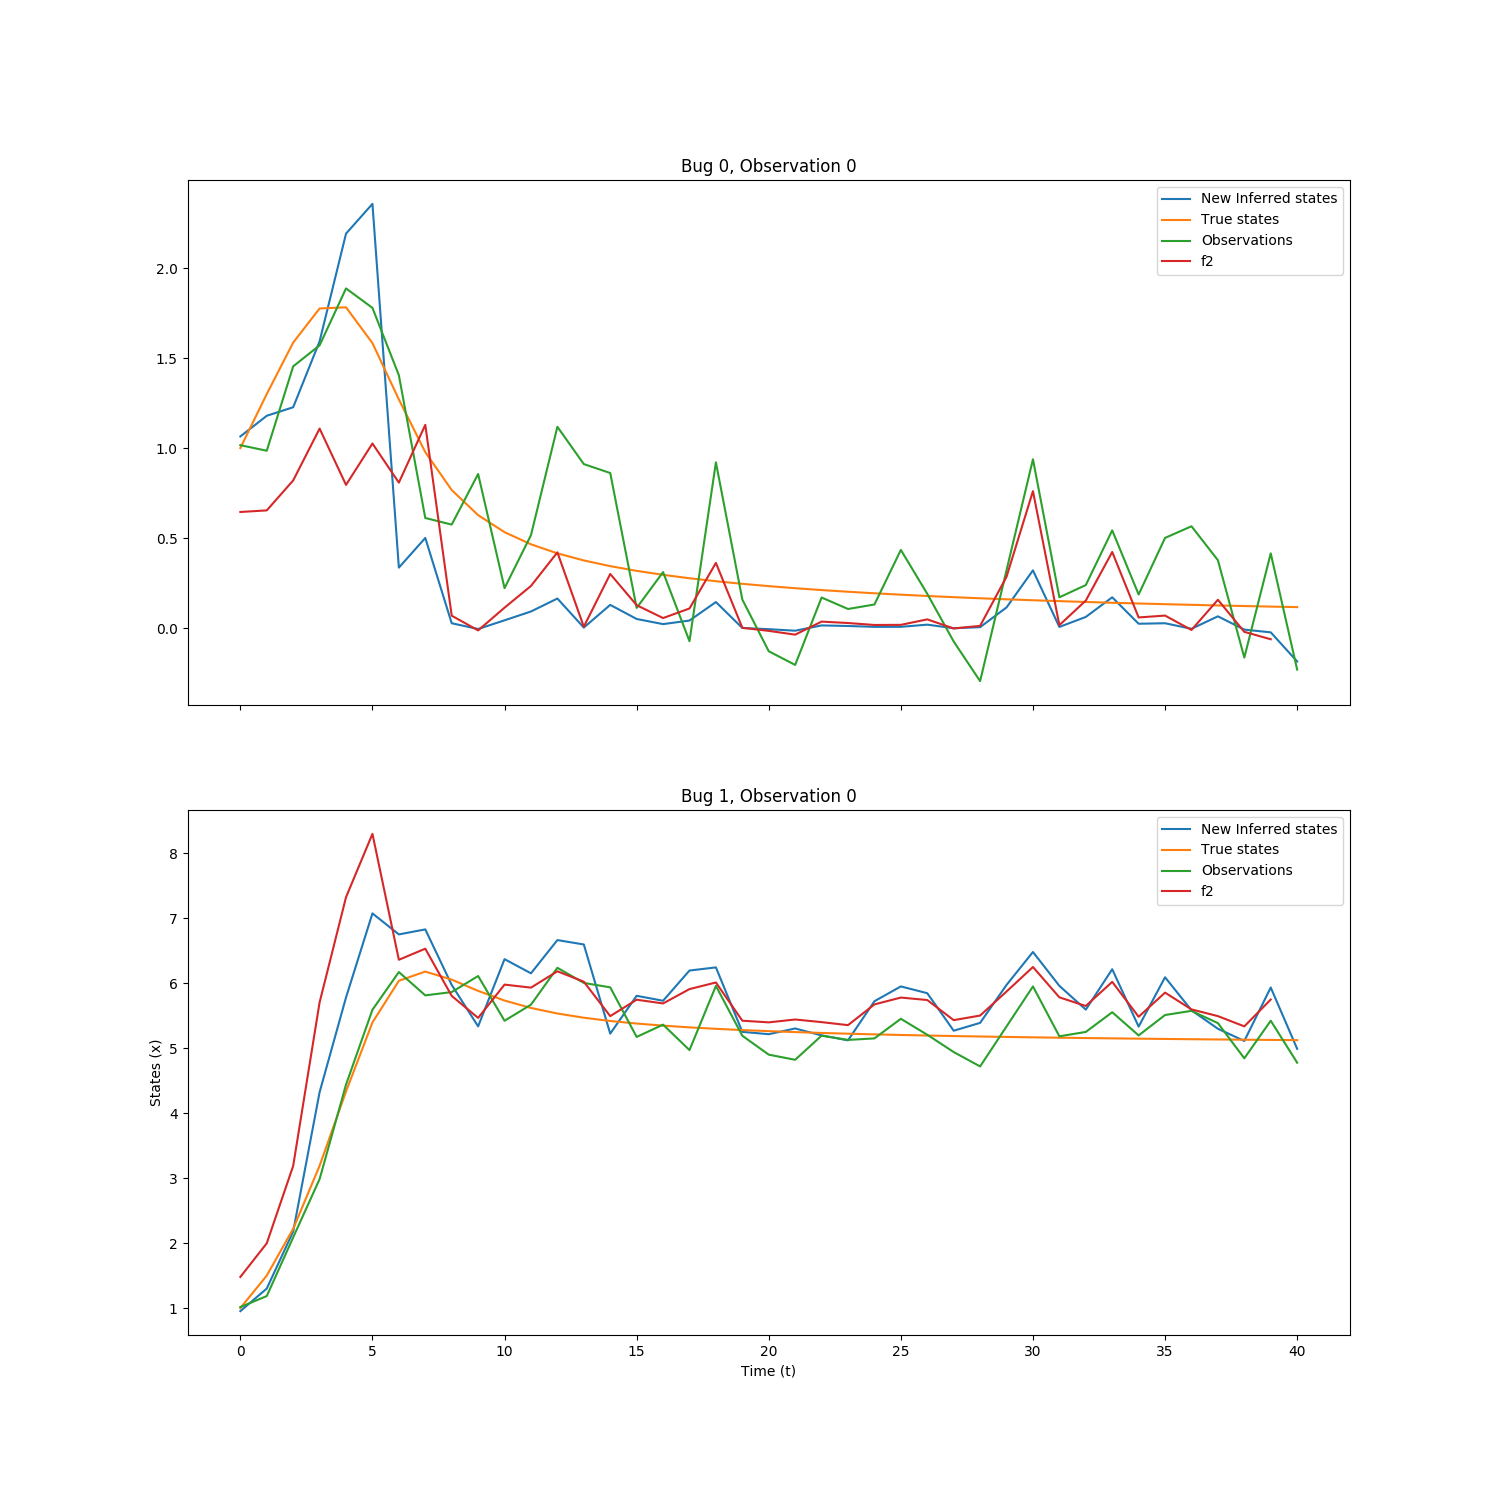 Bug 0, Observation 0
New Inferred states
True states
Observations
f2
2.0
1.5
1.0
0.5
0.0
Bug 1, Observation 0
New Inferred states
True states
Observations
f2
8
7
6
5
4
3
2
1
States (x)
0 5 10 15 20 25 30 35 40
Time (t)